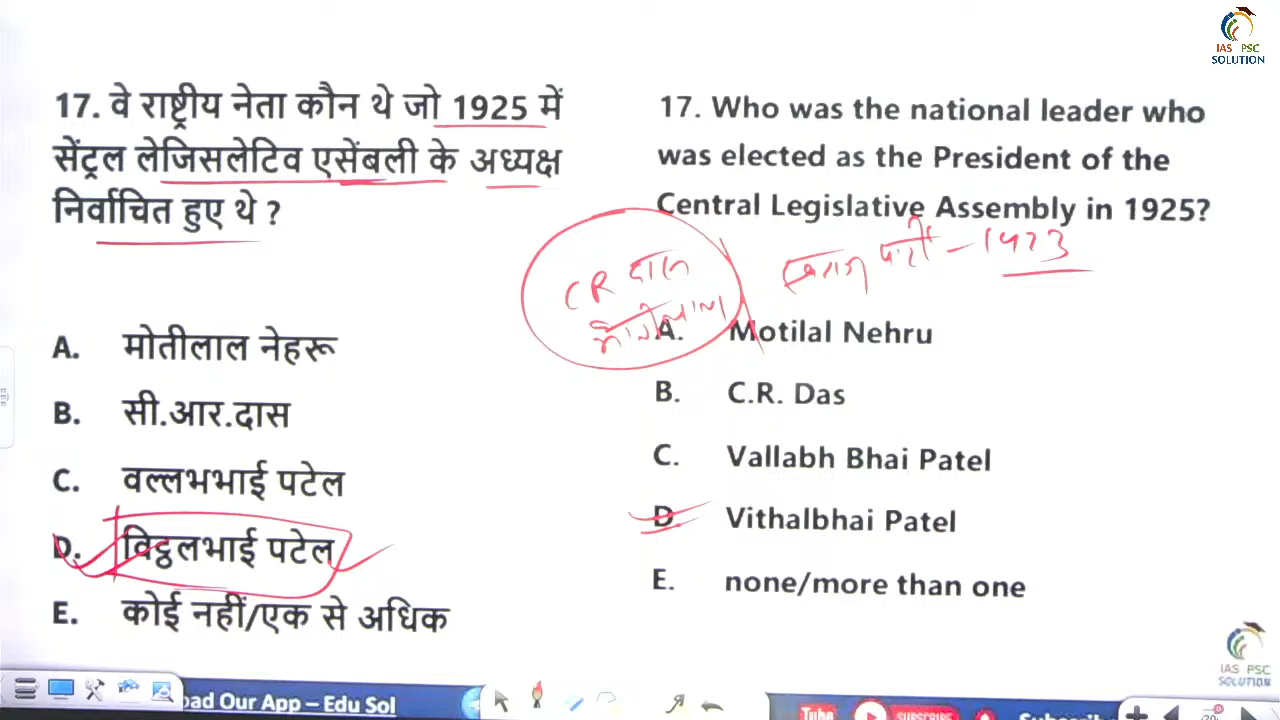 IAS PSC
SOLUTION
17. वे राष्ट्रीय नेता कौन थे जो 1925 में
सेंट्रल लेजिसलेटिव एसेंबली के अध्यक्ष
निर्वाचित हुए थे ?
A. मोतीलाल नेहरू
B. सी.आर.दास
C. वल्लभभाई पटेल
D. विट्ठलभाई पटेल
E. कोई नहीं/एक से अधिक
17. Who was the national leader who
was elected as the President of the
Central Legislative Assembly in 1925?
CR दास
पार्टी - 1923
A. Motilal Nehru
B. C.R. Das
C. Vallabh Bhai Patel
D. Vithalbhai Patel
E. none/more than one
IAS PSC
SOLUTION
oad Our App – Edu Sol
SUBSCRIBE